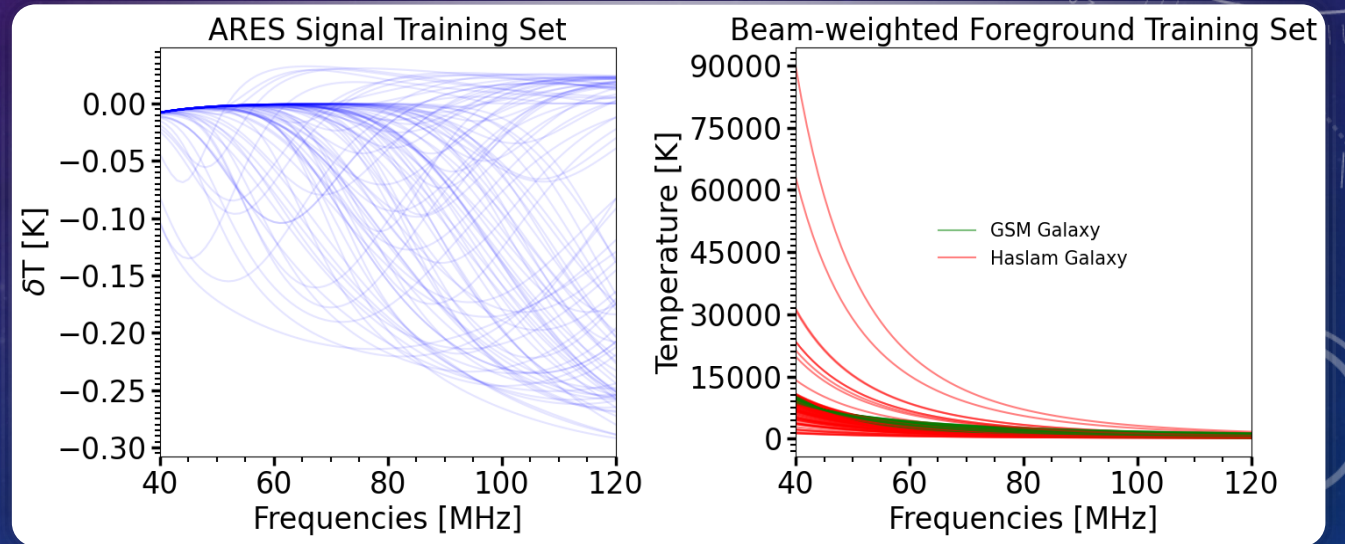 ARES Signal Training Set
δT [K]
0.00
−0.05
−0.10
−0.15
−0.20
−0.25
−0.30
40 60 80 100 120
Frequencies [MHz]
Beam-weighted Foreground Training Set
Temperature [K]
90000
75000
60000
45000
30000
15000
0
GSM Galaxy
Haslam Galaxy
40 60 80 100 120
Frequencies [MHz]